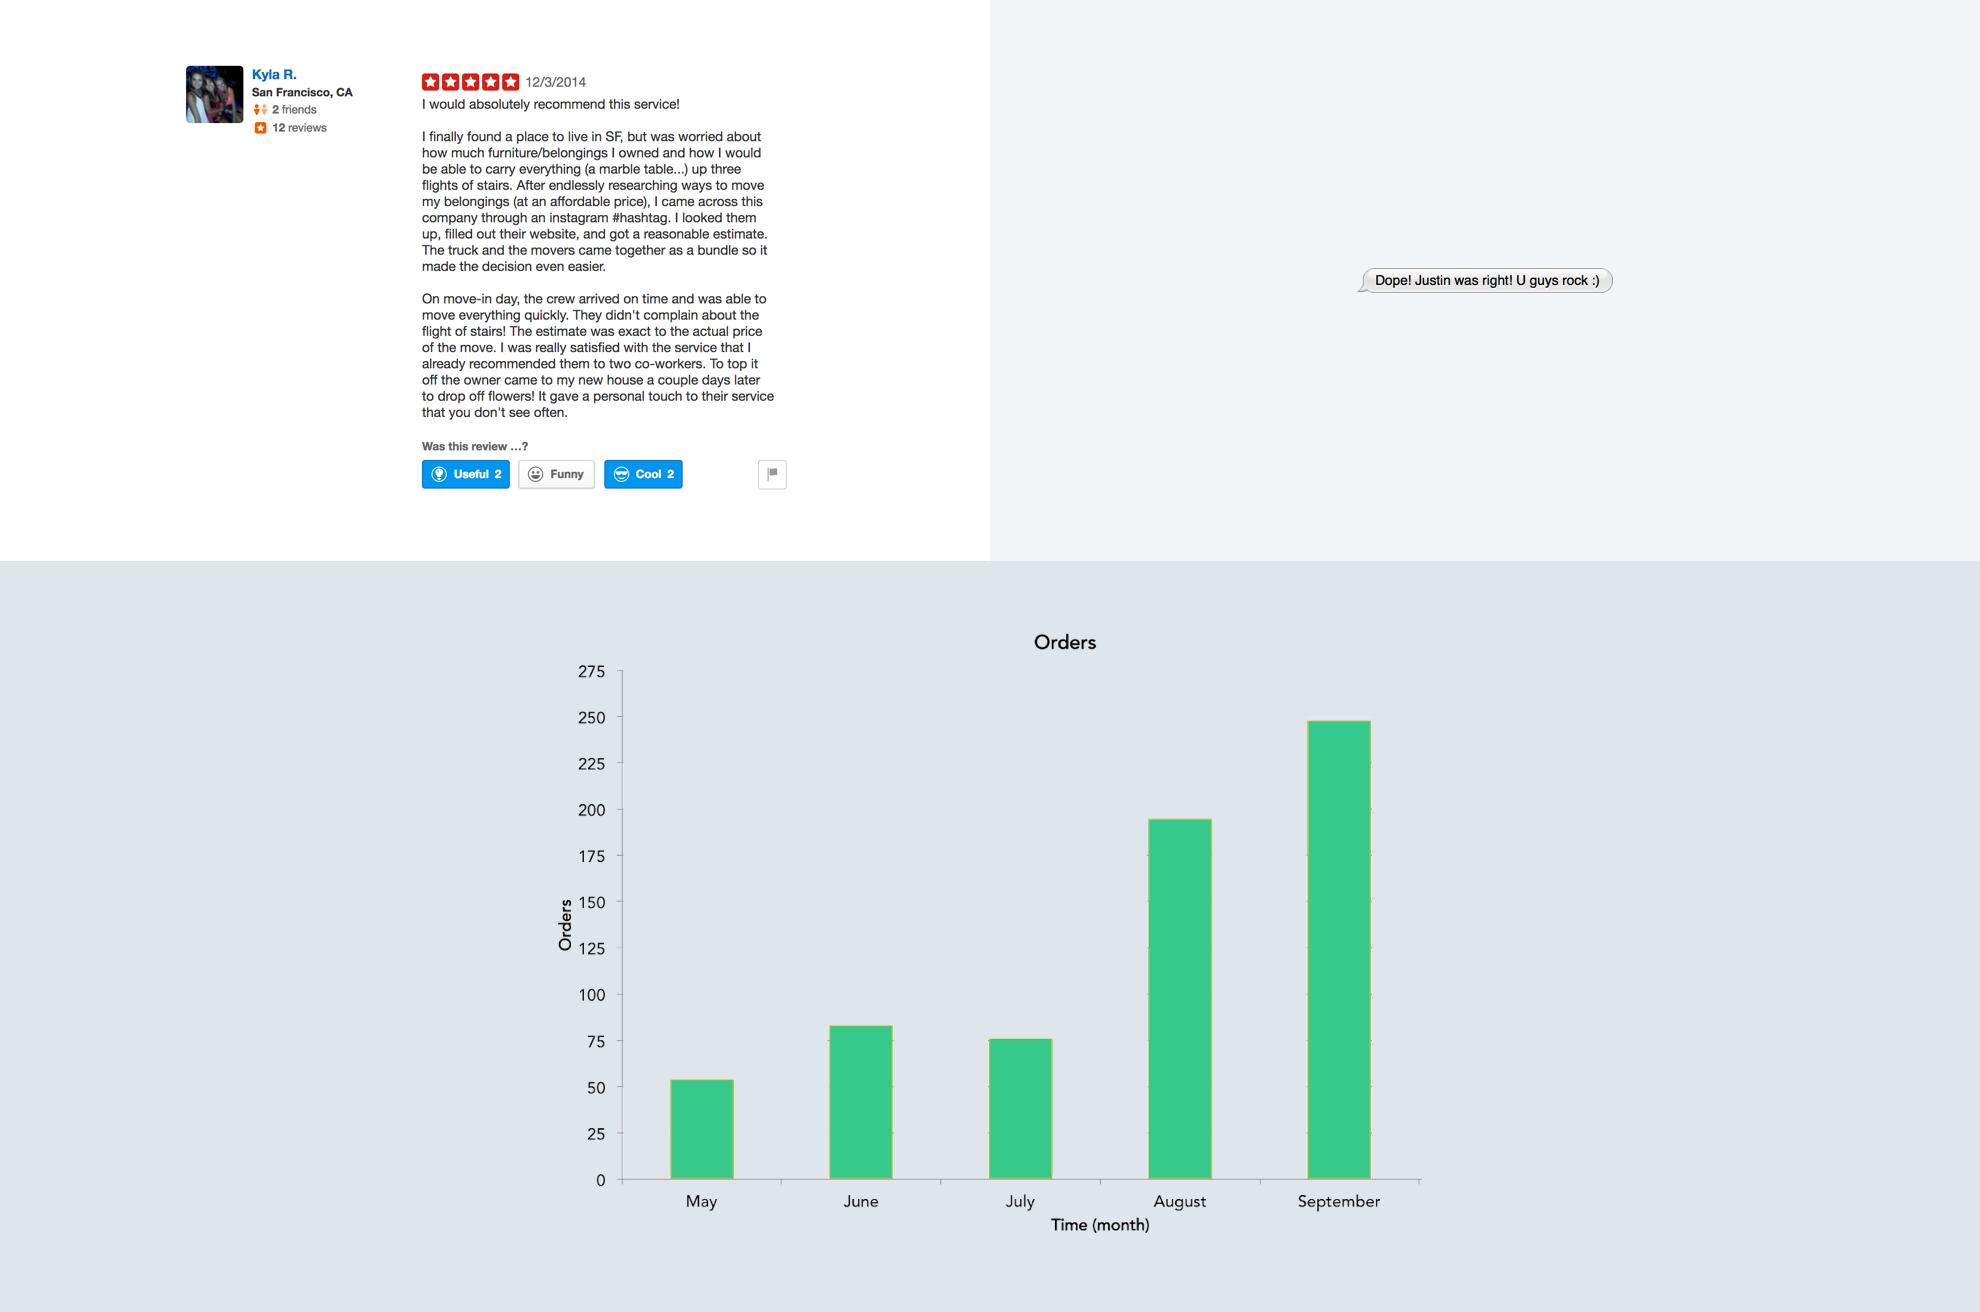 Kyla R.
San Francisco, CA
2 friends
12 reviews
12/3/2014
I would absolutely recommend this service!
I finally found a place to live in SF, but was worried about
how much furniture/belongings I owned and how I would
be able to carry everything (a marble table...) up three
flights of stairs. After endlessly researching ways to move
my belongings (at an affordable price), I came across this
company through an instagram #hashtag. I looked them
up, filled out their website, and got a reasonable estimate.
The truck and the movers came together as a bundle so it
made the decision even easier.
On move-in day, the crew arrived on time and was able to
move everything quickly. They didn't complain about the
flight of stairs! The estimate was exact to the actual price
of the move. I was really satisfied with the service that I
already recommended them to two co-workers. To top it
off the owner came to my new house a couple days later
to drop off flowers! It gave a personal touch to their service
that you don't see often.
Was this review ...?
Useful 2
Funny
Cool 2
Dope! Justin was right! U guys rock :)
Orders
275
250
225
200
175
150
125
100
75
50
25
0
Orders
May
June
July
August
September
Time (month)